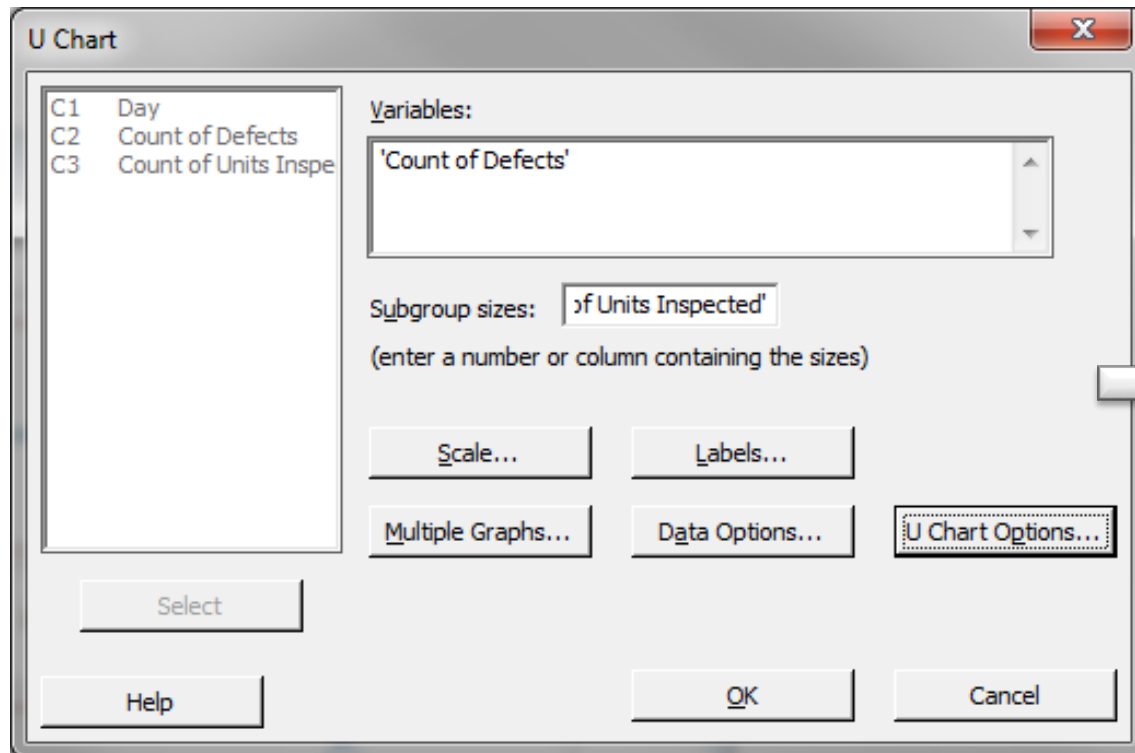 U Chart
C1 Day
C2 Count of Defects
C3 Count of Units Inspe
Variables:
'Count of Defects'
Subgroup sizes: of Units Inspected'
(enter a number or column containing the sizes)
Scale... Labels...
Multiple Graphs... Data Options... U Chart Options...
Select
Help OK Cancel